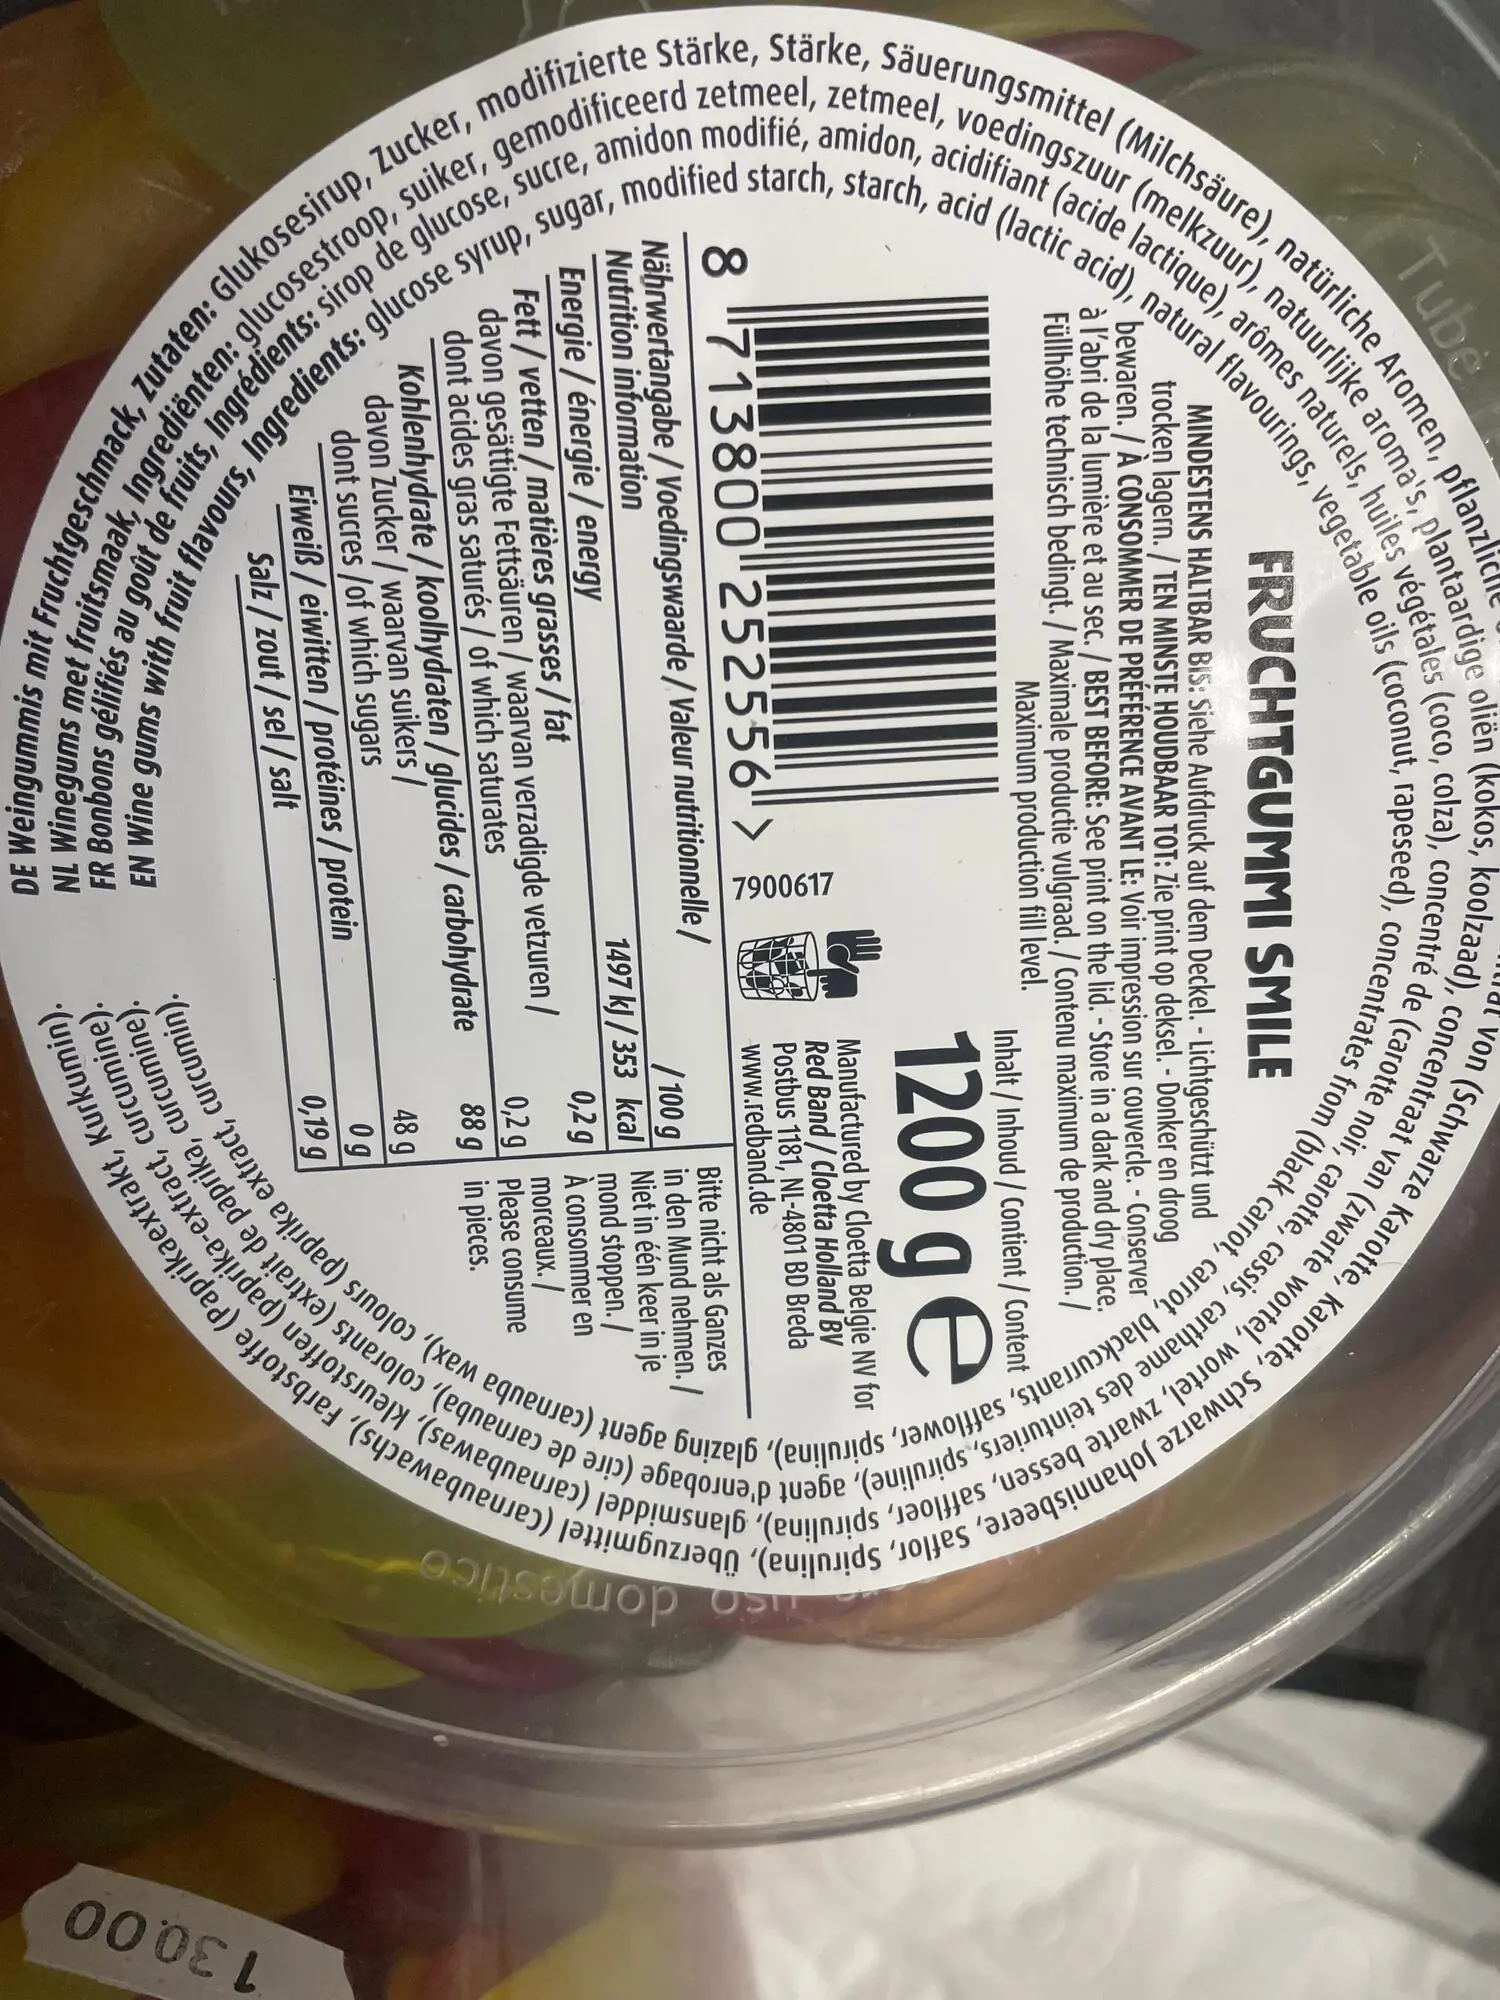 FRUCHTGUMMI SMILE
MINDESTENS HALTBAR BIS: Siehe Aufdruck auf dem Deckel. - Lichtgeschützt und
trocken lagern. / TEN MINSTE HOUDBAAR TOT: Zie print op deksel. - Donker en droog
bewaren. / À CONSOMMER DE PRÉFÉRENCE AVANT LE: Voir impression sur couvercle. - Conserver
à l'abri de la lumière et au sec. / BEST BEFORE: See print on the lid. - Store in a dark and dry place.
Füllhöhe technisch bedingt. / Maximale productie vulgraad. / Contenu maximum de production. /
Maximum production fill level.
Inhalt / Inhoud / Contient / Content
1200 g e
8 713800 252556 >
7900617
Manufactured by Cloetta Belgie NV for
Red Band / Cloetta Holland BV
Postbus 1181, NL-4801 BD Breda
www.redband.de
Nährwertangabe / Voedingswaarde / Valeur nutritionnelle /
Nutrition information / 100 g
Energie / énergie / energy 1497 kJ / 353 kcal
Fett / vetten / matières grasses / fat 0,2 g
davon gesättigte Fettsäuren / waarvan verzadigde vetzuren /
dont acides gras saturés / of which saturates 0,2 g
Kohlenhydrate / koolhydraten / glucides / carbohydrate 88 g
davon Zucker / waarvan suikers /
dont sucres / of which sugars 48 g
Eiweiß / eiwitten / protéines / protein 0 g
Salz / zout / sel / salt 0,19 g
Bitte nicht als Ganzes
in den Mund nehmen. /
Niet in één keer in je
mond stoppen. /
À consommer en
morceaux. /
please consume
in pieces.
DE Weingummis mit Fruchtgeschmack, Zutaten: Glukosesirup, Zucker, modifizierte Stärke, Stärke, Säuerungsmittel (Milchsäure), natürliche Aromen, pflanzliche von (Schwarze Karotte, Karotte, Schwarze Johannisbeere, Saflor, Spirulina), Überzugmittel (Carnaubawachs), Farbstoffe (Paprikaextrakt, Kurkumin).
NL Winegums met fruitsmaak, Ingrediënten: glucosestroop, suiker, gemodificeerd zetmeel, zetmeel, voedingszuur (melkzuur), natuurlijke aroma's, plantaardige oliën (kokos, koolzaad), concentraat van (zwarte wortel, wortel, zwarte bessen, saffloer, spirulina), glansmiddel (carnaubawas), kleurstoffen (paprika-extract, curcumine).
FR Bonbons gélifiés au goût de fruits, Ingrédients: sirop de glucose, sucre, amidon modifié, amidon, acidifiant (acide lactique), arômes naturels, huiles végétales (coco, colza), concentré de (carotte noir, carotte, cassis, carthame des teinturiers, spiruline), agent d'enrobage (cire de carnauba), colorants (extrait de paprika, curcumine).
EN Wine gums with fruit flavours, Ingredients: glucose syrup, sugar, modified starch, starch, acid (lactic acid), natural flavourings, vegetable oils (coconut, rapeseed), concentrates from (black carrot, carrot, blackcurrants, safflower, spirulina), glazing agent (carnauba wax), colours (paprika extract, curcumin).
Tube
uso domestico
130.00